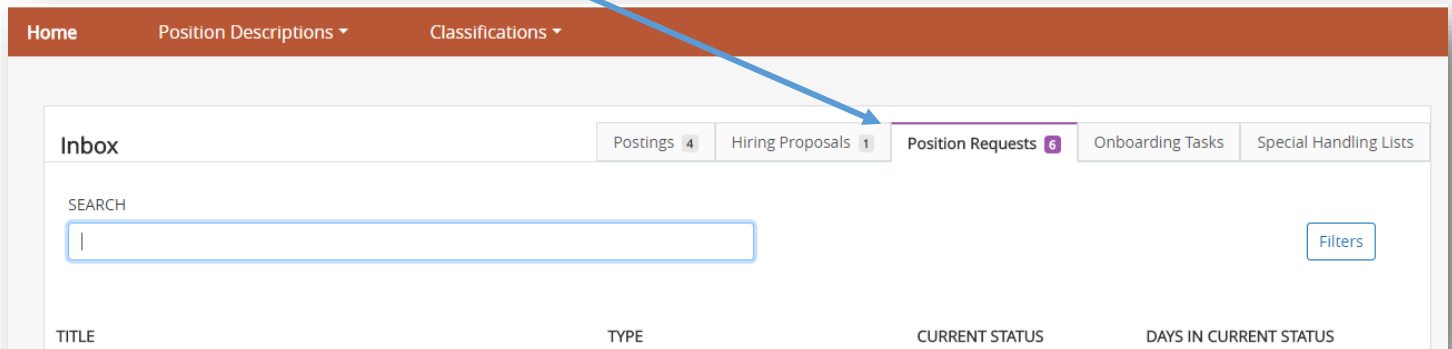 Home Position Descriptions Classifications
Inbox Postings 4 Hiring Proposals 1 Position Requests 6 Onboarding Tasks Special Handling Lists
SEARCH
Filters
TITLE TYPE CURRENT STATUS DAYS IN CURRENT STATUS